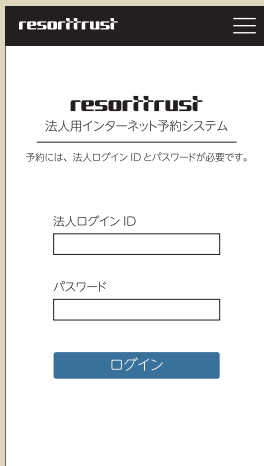 resorttrust
resorttrust
法人用インターネット予約システム
予約には、法人ログイン ID とパスワードが必要です。
法人ログイン ID
パスワード
ログイン